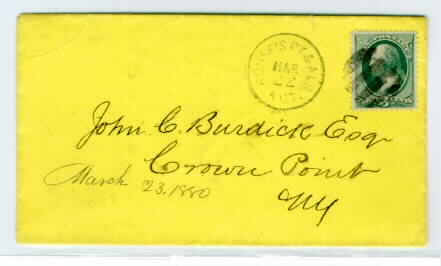 MAR
22
John C. Burdick Esq
Crown Point
NY
March 23. 1880